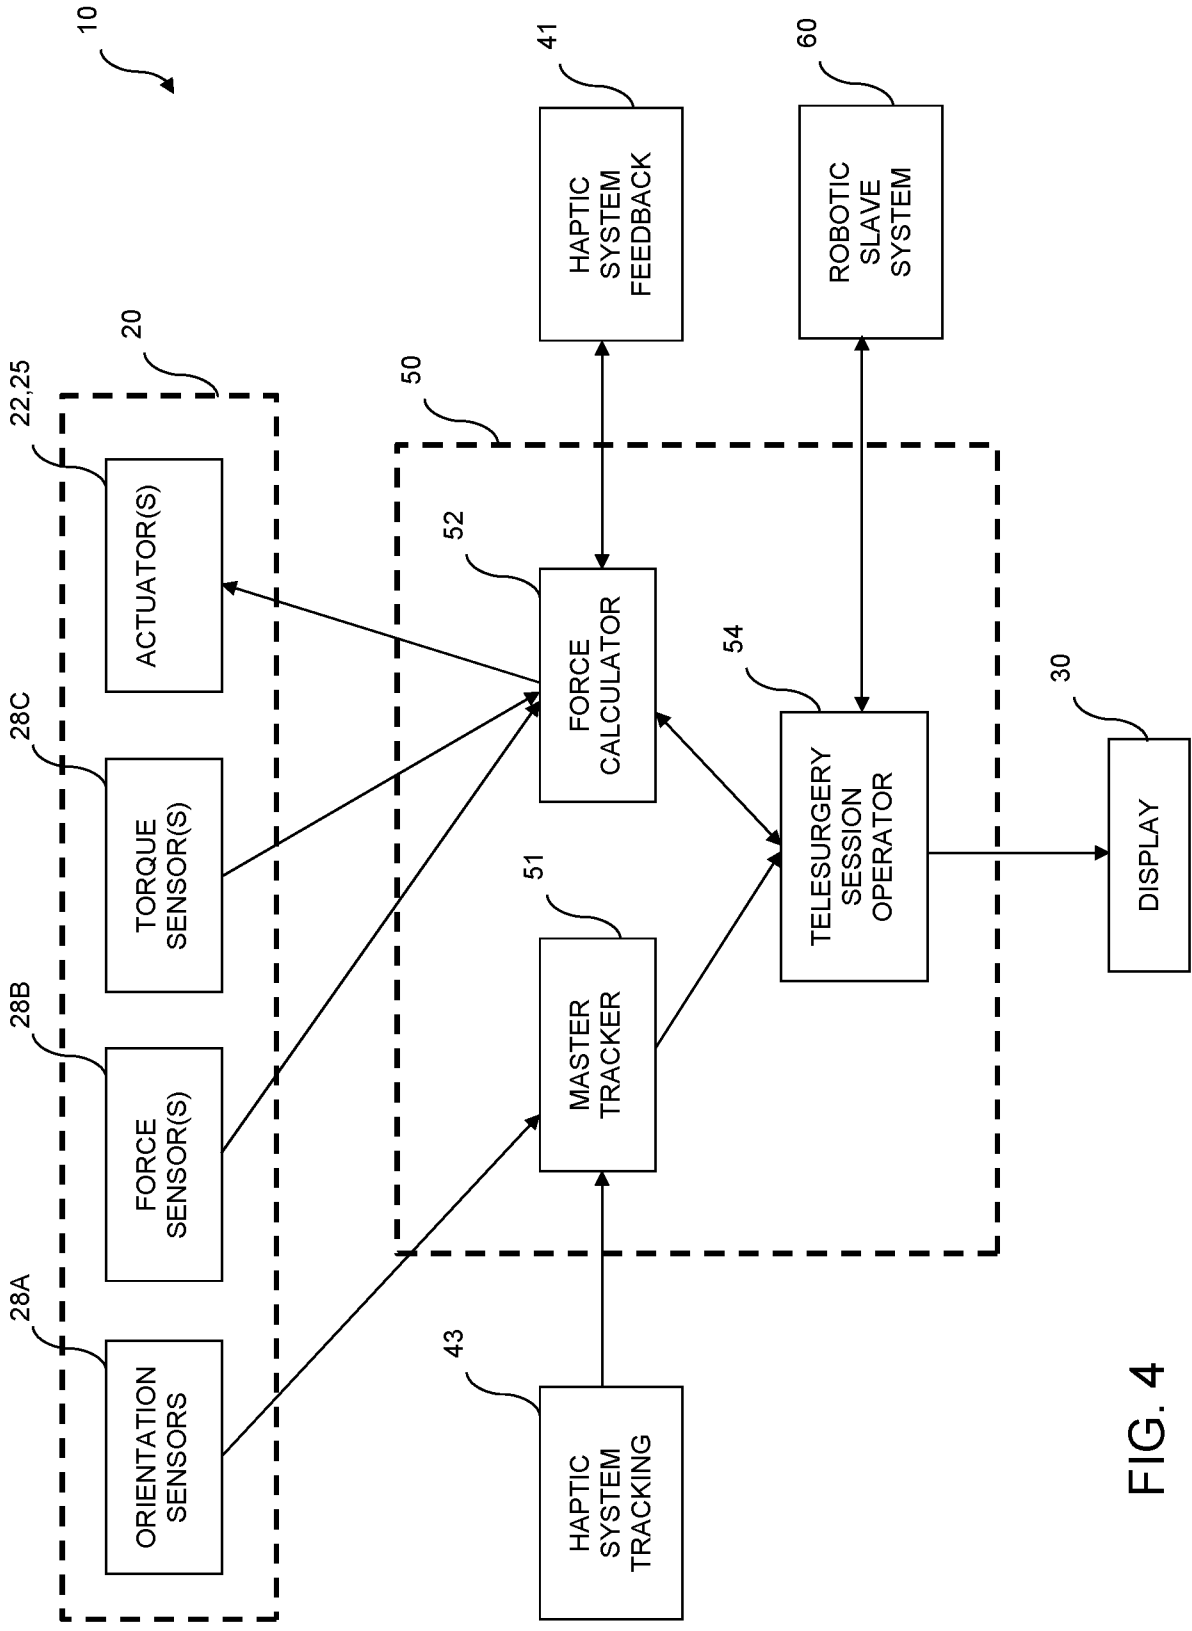 10
20
28A
ORIENTATION
SENSORS
28B
FORCE
SENSOR(S)
28C
TORQUE
SENSOR(S)
22,25
ACTUATOR(S)
50
43
HAPTIC
SYSTEM
TRACKING
51
MASTER
TRACKER
52
FORCE
CALCULATOR
41
HAPTIC
SYSTEM
FEEDBACK
54
TELESURGERY
SESSION
OPERATOR
60
ROBOTIC
SLAVE
SYSTEM
30
DISPLAY
FIG. 4